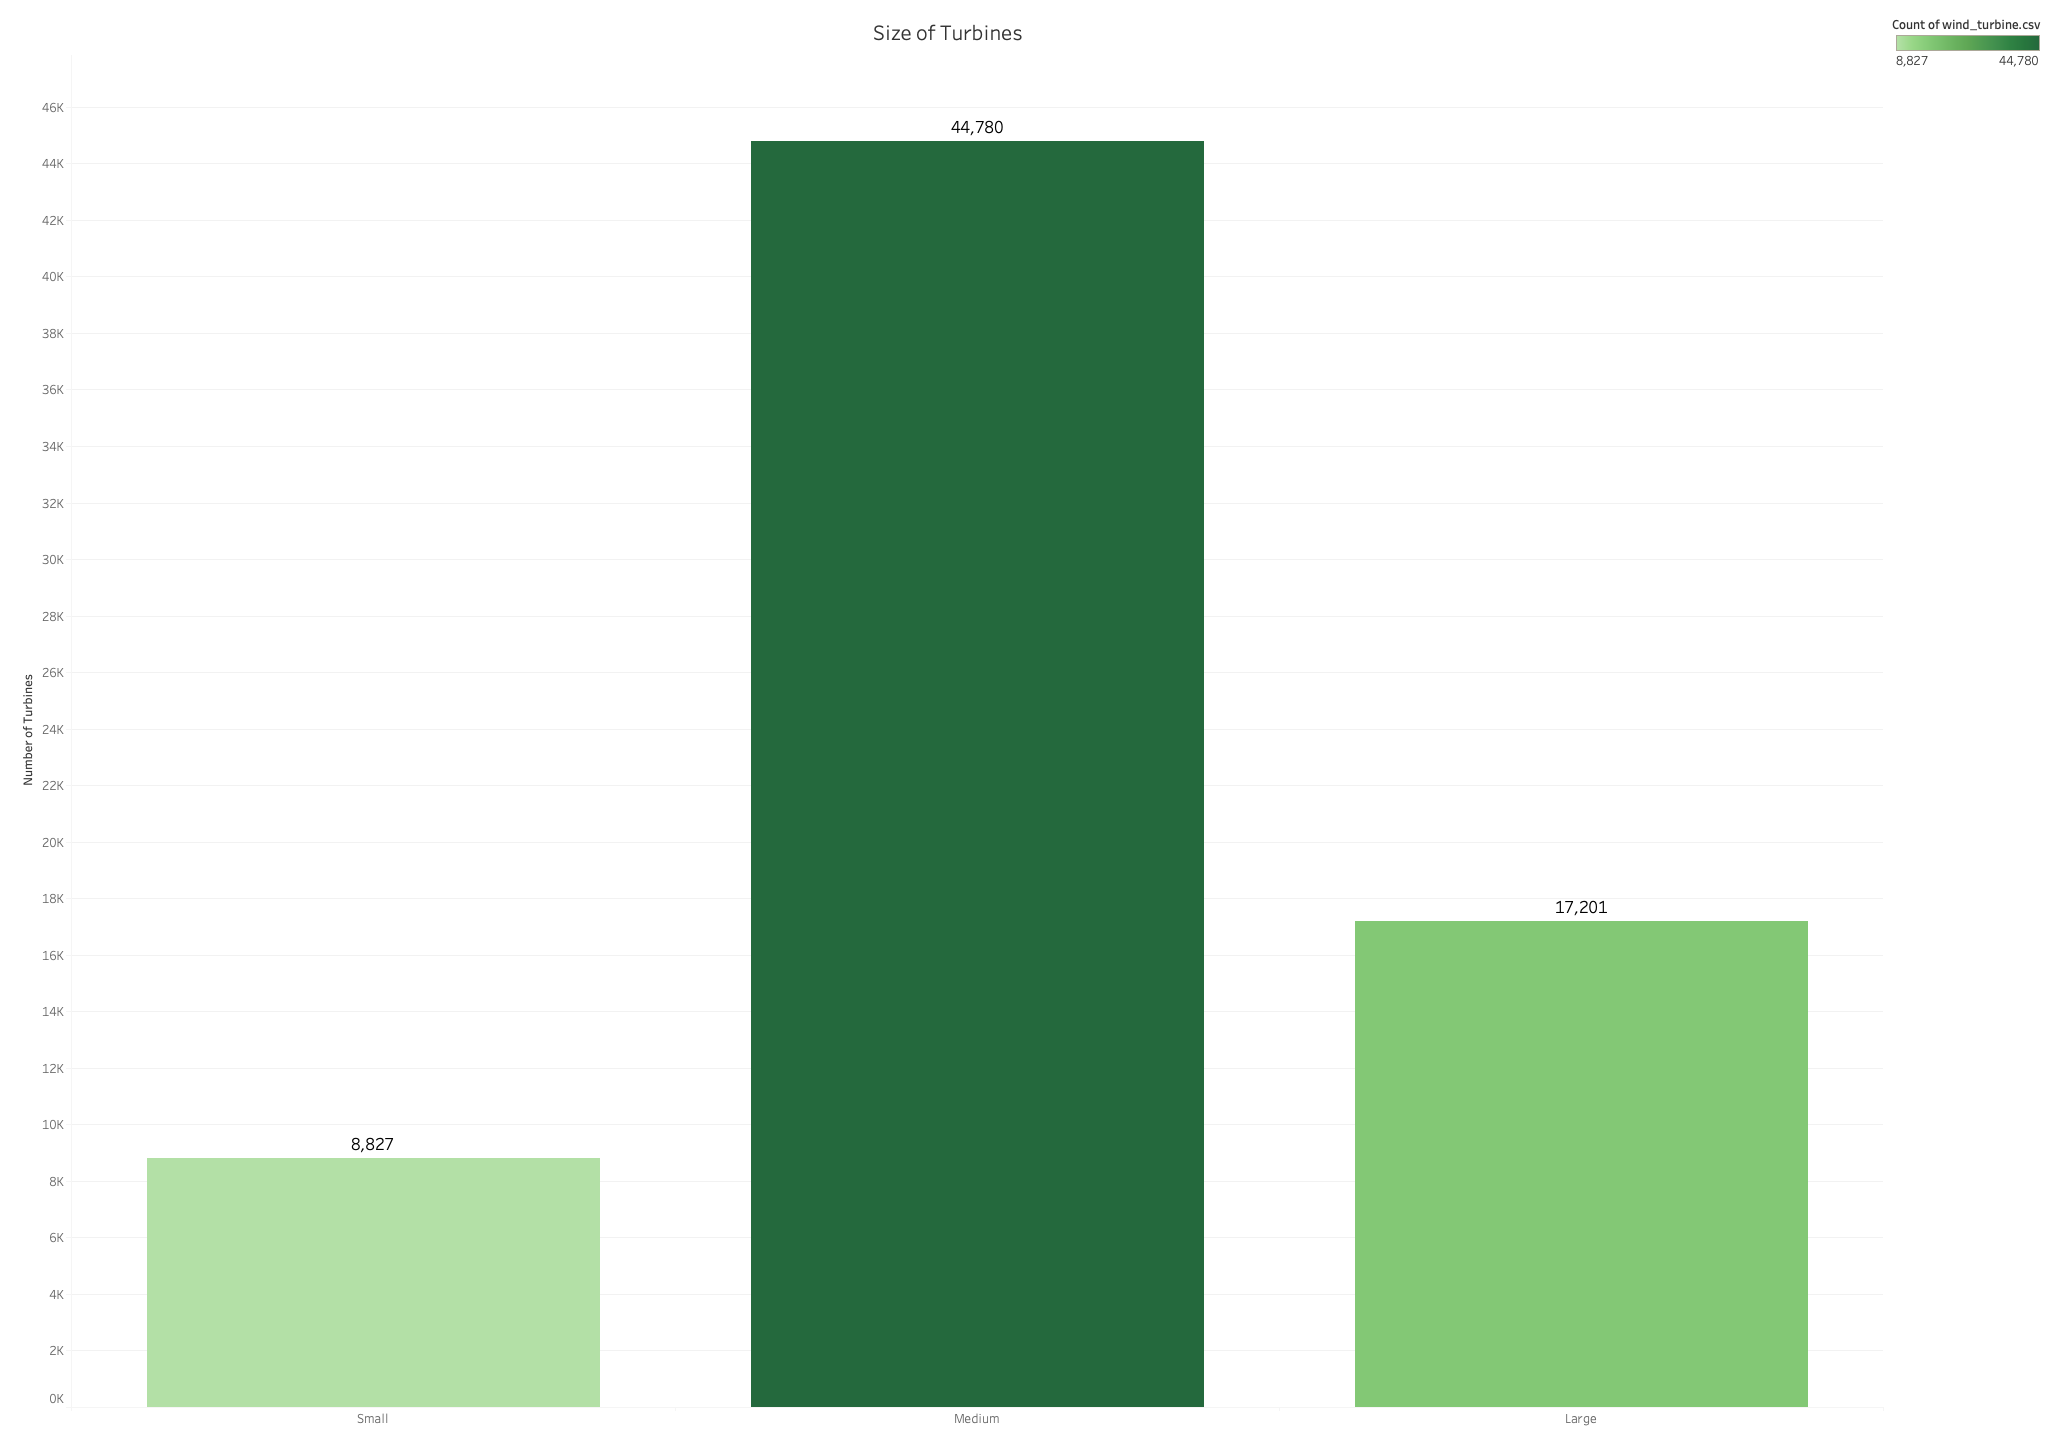 Size of Turbines
Count of wind_turbine.csv
8,827 44,780
Number of Turbines
46K
44K
42K
40K
38K
36K
34K
32K
30K
28K
26K
24K
22K
20K
18K
16K
14K
12K
10K
8K
6K
4K
2K
0K
8,827
44,780
17,201
Small Medium Large